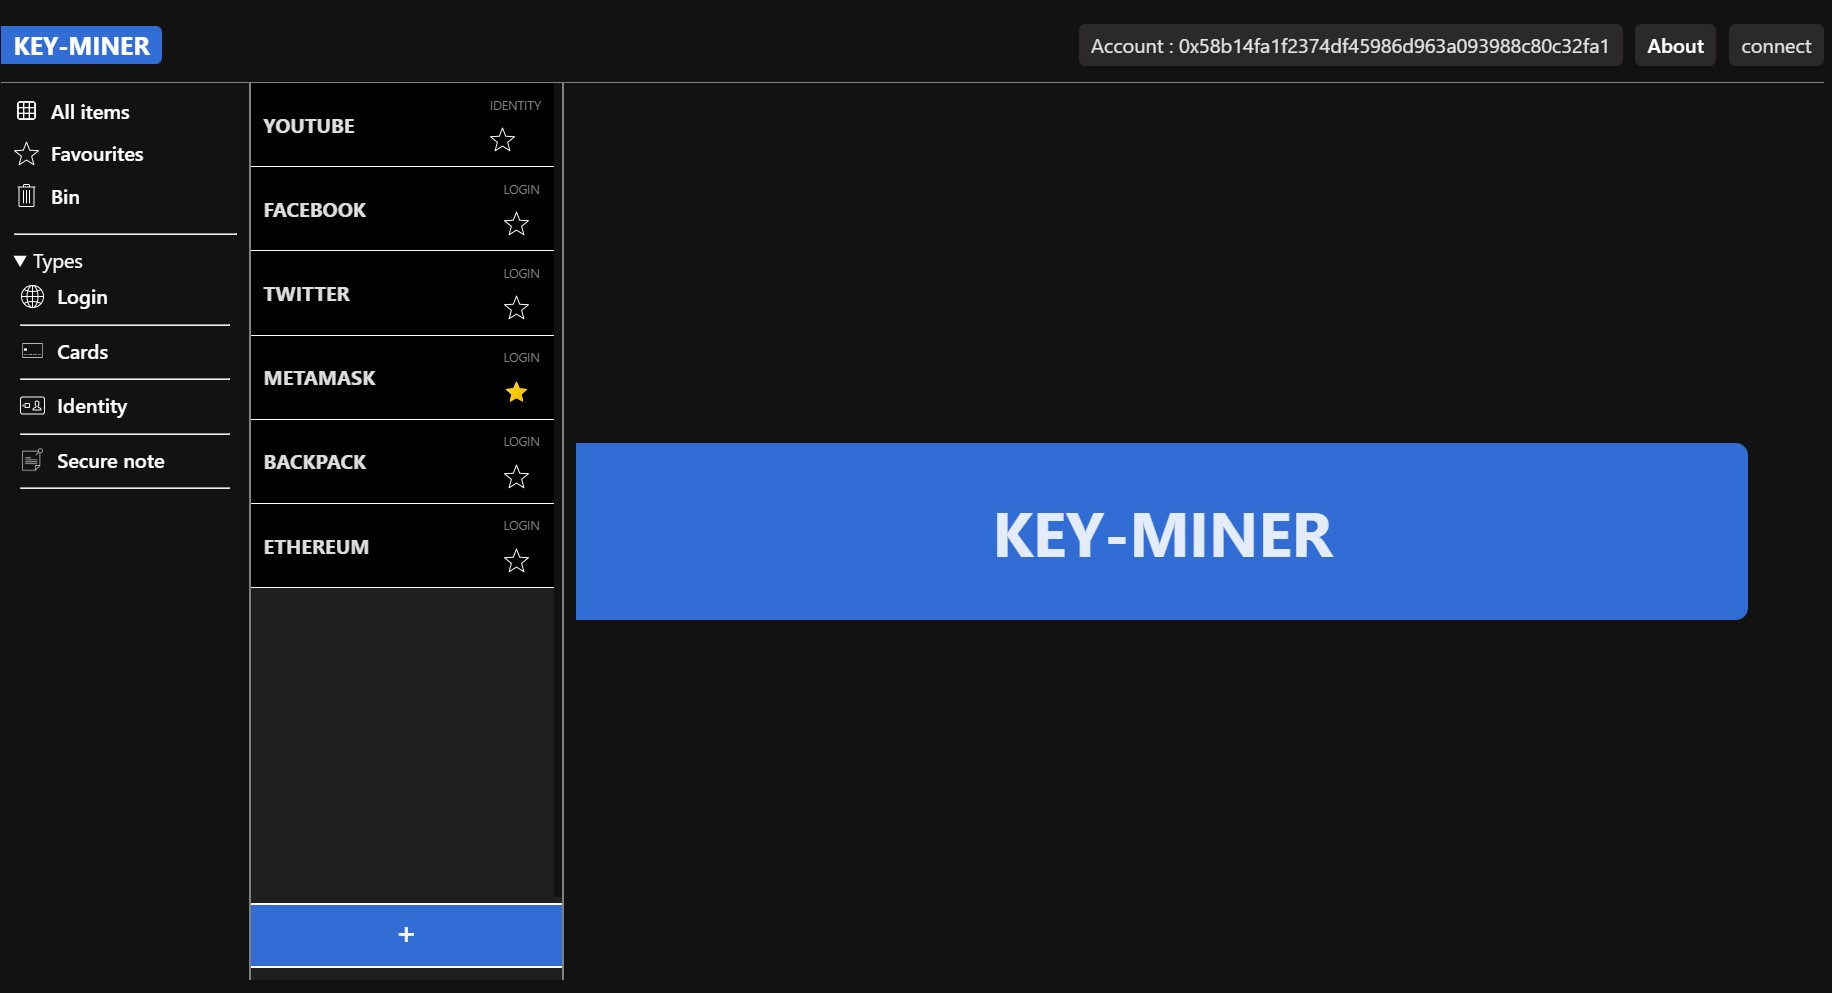 KEY-MINER
Account : 0x58b14fa1f2374df45986d963a093988c80c32fa1
About
connect
All items
Favourites
Bin
▼ Types
Login
Cards
Identity
Secure note
YOUTUBE
IDENTITY
FACEBOOK
LOGIN
TWITTER
LOGIN
METAMASK
LOGIN
BACKPACK
LOGIN
ETHEREUM
LOGIN
+
KEY-MINER